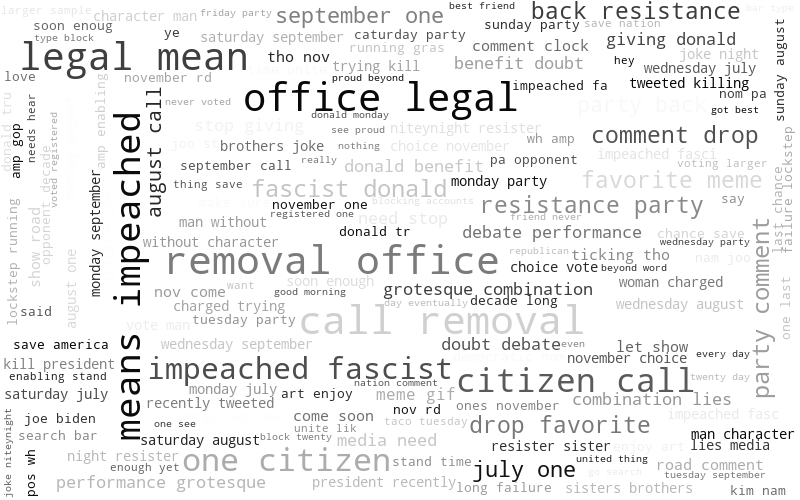 larger sample
character man
friday party
september one
best friend
back resistance
bar type
soon enoug
type block
ye
saturday september
caturday party
sunday party
save nation
legal mean
tho nov
running gras
comment clock
giving donald
trying kill
benefit doubt
hey
joke night
wednesday july
sunday august
love
november rd
proud beyond
impeached fa
tweeted killing
nom pa
never voted
office legal
party back
got best
donald monday
donald tru
amp gop
needs hear
decade
voted registered
amp enabling
august call
stop giving
see proud
niteynight resister
comment drop
brothers joke
nothing
choice november
wh amp
impeached fasci
september call
really
donald benefit
pa opponent
voting larger
thing save
fascist donald
monday party
favorite meme
blocking accounts
november one
resistance party
say
man without
registered one
need stop
friend never
last chance
failure lockstep
without character
donald tr
debate performance
chance save
wednesday party
lockstep running
show road
opponent
august one
monday september
means impeached
removal office
republican
ticking tho
nam joo
choice vote
beyond word
soon enough
woman charged
nov come
want
good morning
grotesque combination
charged trying
day eventually
decade long
wednesday august
said
tuesday party
call removal
vote man
party comment
one last
save america
wednesday september
doubt debate
even
let show
kill president
november choice
every day
enabling stand
impeached fascist
citizen call
twenty day
saturday july
monday july
nation comment
art enjoy
meme gif
recently tweeted
nov rd
ones november
combination lies
joe biden
one see
come soon
taco tuesday
drop favorite
impeached fasc
unite lik
search bar
saturday august
block twenty
media need
man character
resister sister
enjoy art
lies media
joke niteynight
pos wh
night resister
enough yet
one citizen
stand time
july one
united thing
go search
road comment
tuesday september
performance grotesque
president recently
long failure
sisters brothers
kim nam